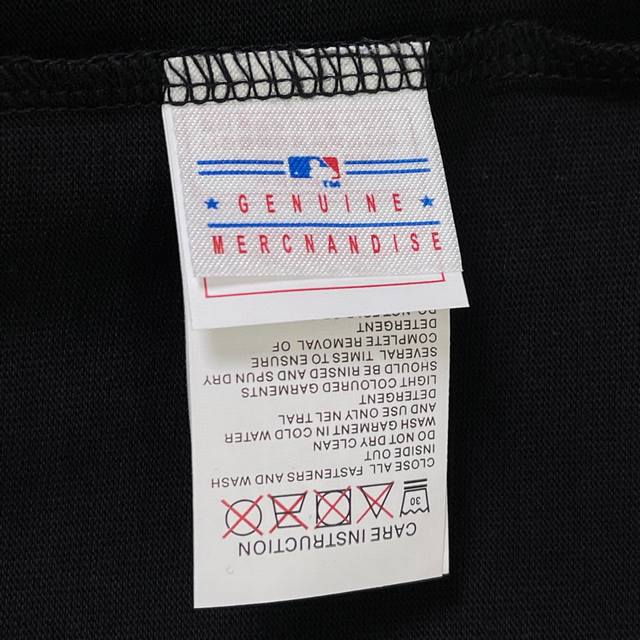 TM
GENUINE
MERCNANDISE
CARE INSTRUCTION
30
CLOSE ALL FASTENERS AND WASH
INSIDE OUT
DO NOT DRY CLEAN
WASH GARMENT IN COLD WATER
AND USE ONLY NEL TRAL
DETERGENT
LIGHT COLOURED GARMENTS
SHOULD BE RINSED AND SPUN DRY
SEVERAL TIMES TO ENSURE
COMPLETE REMOVAL OF
DETERGENT
DO NOT